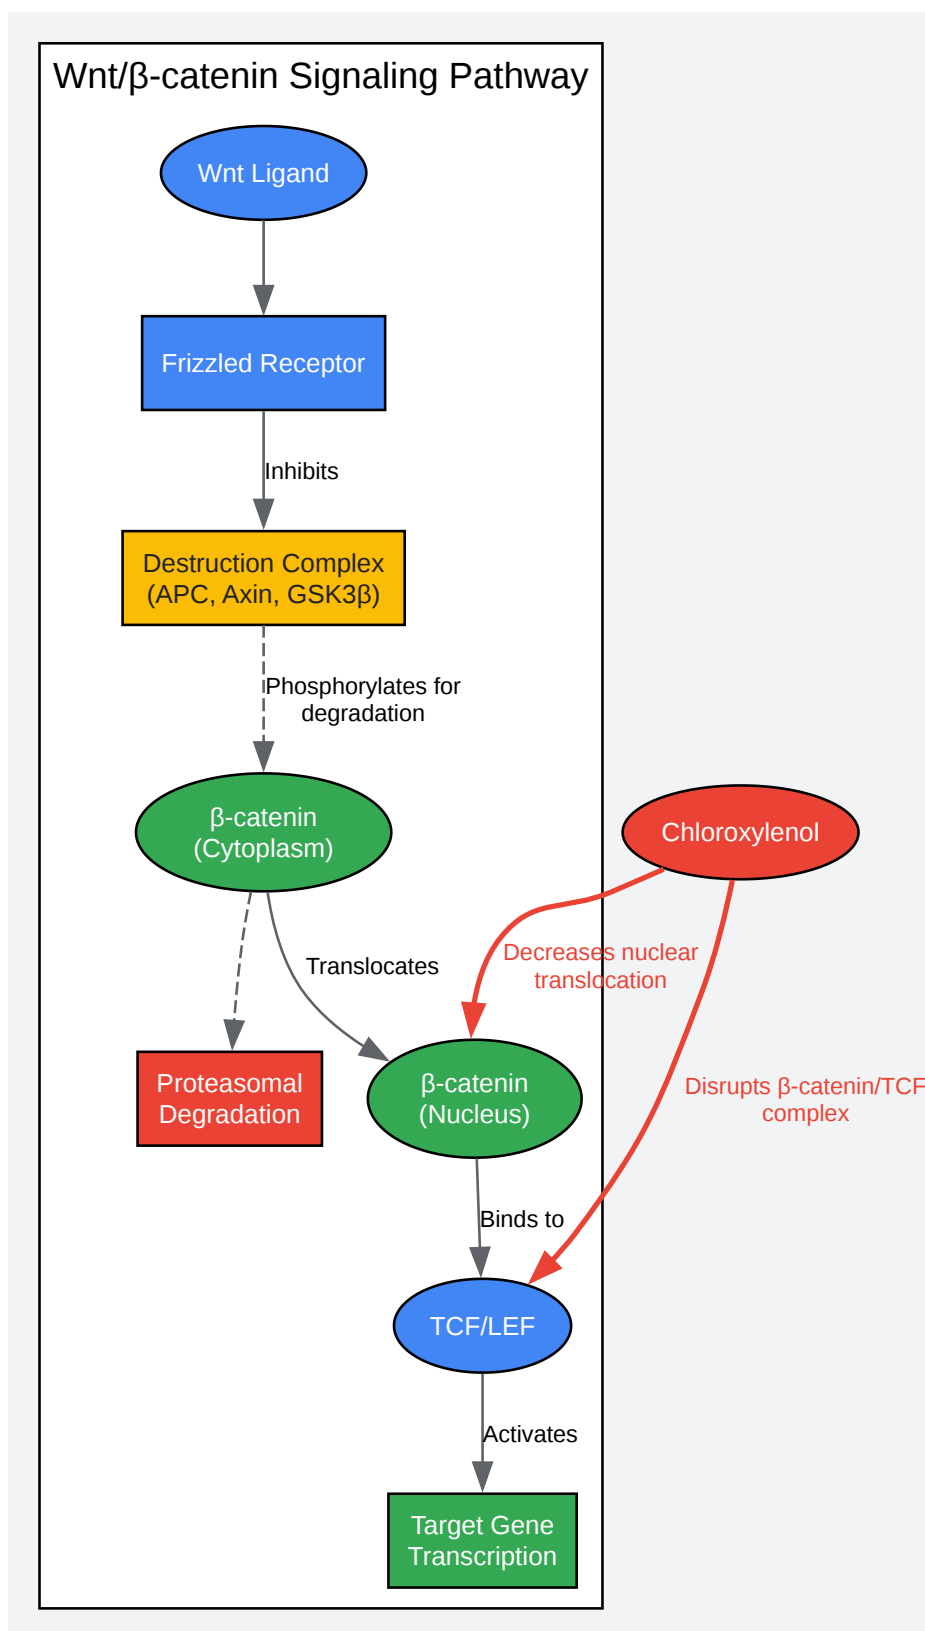 Wnt/β-catenin Signaling Pathway
Wnt Ligand
Frizzled Receptor
Inhibits
Destruction Complex
(APC, Axin, GSK3β)
Phosphorylates for
degradation
β-catenin
(Cytoplasm)
Chloroxylenol
Translocates
Decreases nuclear
translocation
Proteasomal
Degradation
β-catenin
(Nucleus)
Disrupts β-catenin/TCF
complex
Binds to
TCF/LEF
Activates
Target Gene
Transcription